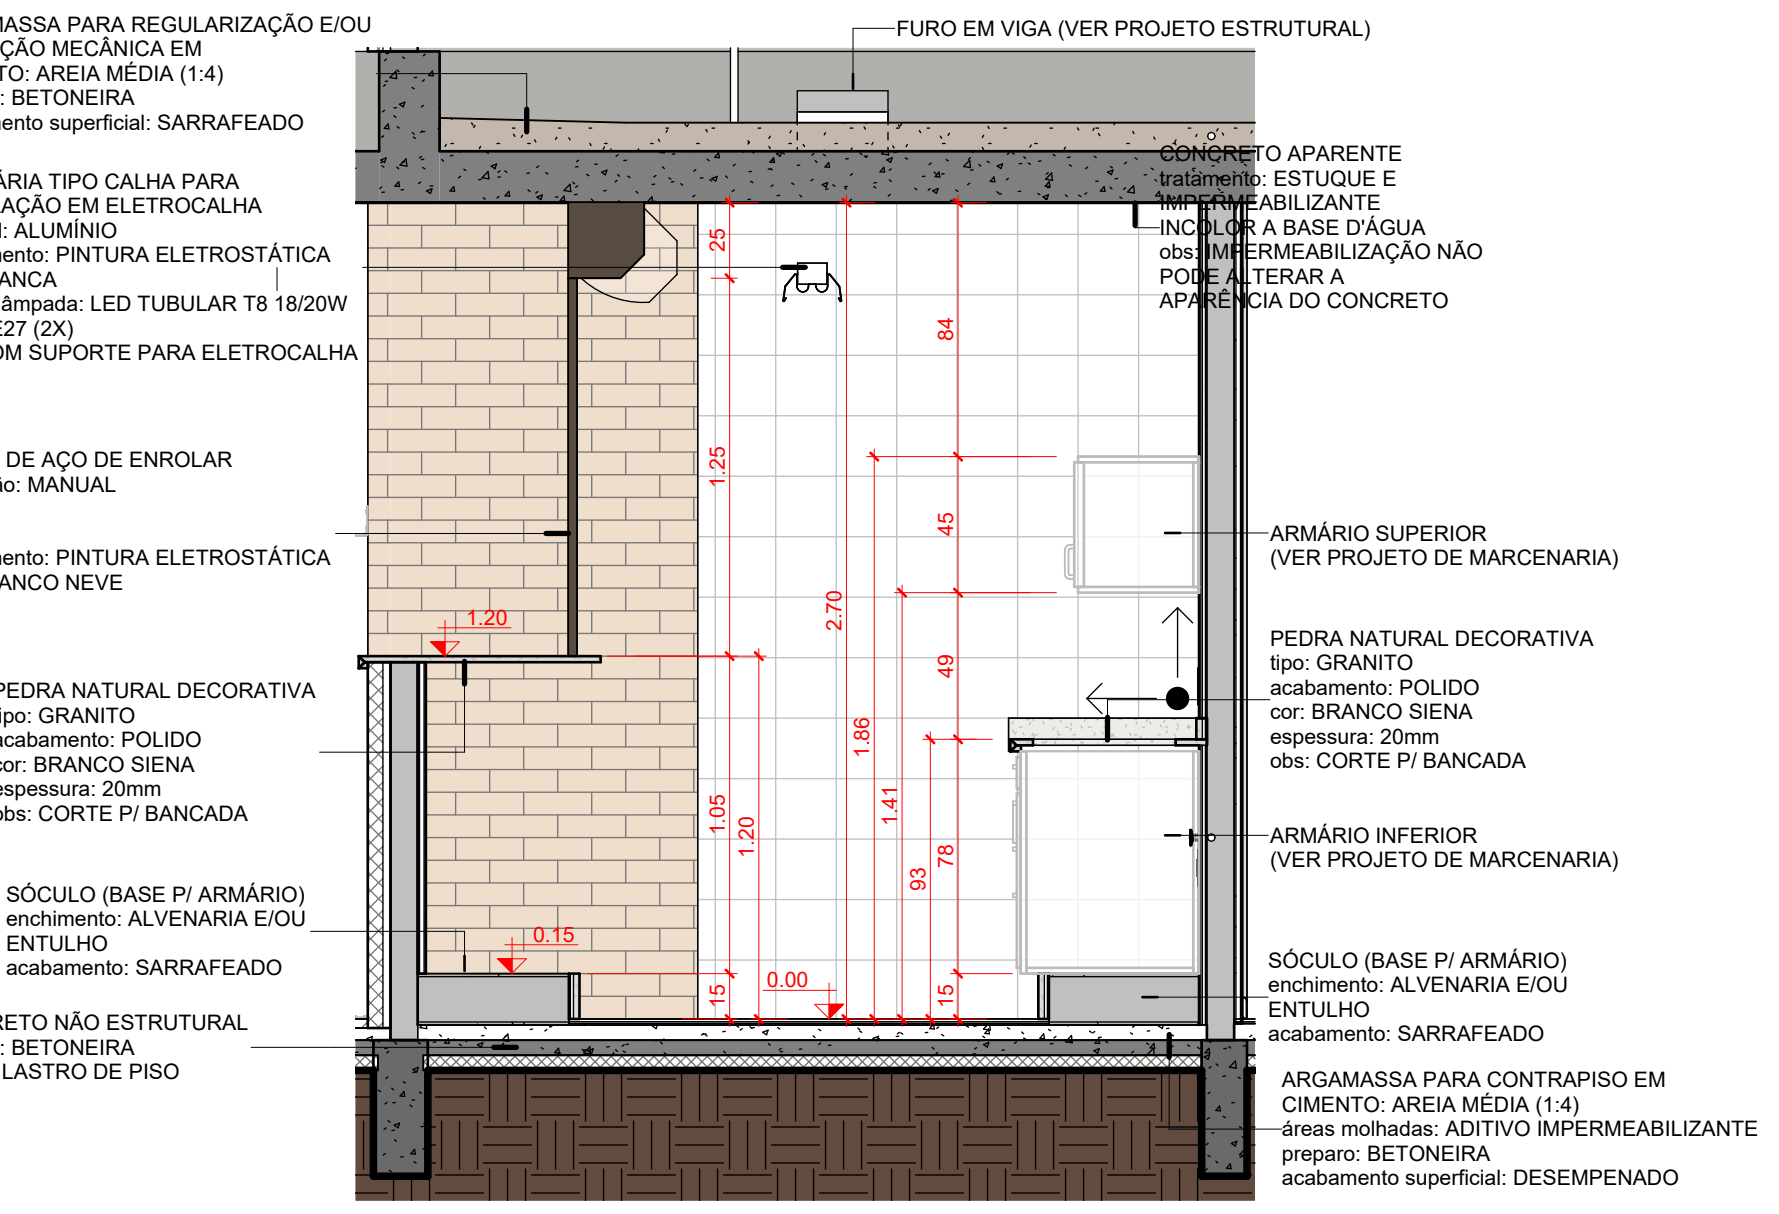 MASSA PARA REGULARIZAÇÃO E/OU
ÇÃO MECÂNICA EM
TO: AREIA MÉDIA (1:4)
: BETONEIRA
ento superficial: SARRAFEADO
ÁRIA TIPO CALHA PARA
AÇÃO EM ELETROCALHA
: ALUMÍNIO
ento: PINTURA ELETROSTÁTICA
ANCA
âmpada: LED TUBULAR T8 18/20W
E27 (2X)
OM SUPORTE PARA ELETROCALHA
DE AÇO DE ENROLAR
ão: MANUAL
ento: PINTURA ELETROSTÁTICA
ANCO NEVE
PEDRA NATURAL DECORATIVA
ipo: GRANITO
acabamento: POLIDO
cor: BRANCO SIENA
espessura: 20mm
obs: CORTE P/ BANCADA
SÓCULO (BASE P/ ARMÁRIO)
enchimento: ALVENARIA E/OU
ENTULHO
acabamento: SARRAFEADO
RETO NÃO ESTRUTURAL
: BETONEIRA
LASTRO DE PISO
FURO EM VIGA (VER PROJETO ESTRUTURAL)
25
1.25
1.05
15
1.20
1.20
0.15
0.00
2.70
1.86
1.41
93
84
45
49
78
15
CONCRETO APARENTE
tratamento: ESTUQUE E
IMPERMEABILIZANTE
INCOLOR A BASE D'ÁGUA
obs: IMPERMEABILIZAÇÃO NÃO
PODE ALTERAR A
APARÊNCIA DO CONCRETO
ARMÁRIO SUPERIOR
(VER PROJETO DE MARCENARIA)
PEDRA NATURAL DECORATIVA
tipo: GRANITO
acabamento: POLIDO
cor: BRANCO SIENA
espessura: 20mm
obs: CORTE P/ BANCADA
ARMÁRIO INFERIOR
(VER PROJETO DE MARCENARIA)
SÓCULO (BASE P/ ARMÁRIO)
enchimento: ALVENARIA E/OU
ENTULHO
acabamento: SARRAFEADO
ARGAMASSA PARA CONTRAPISO EM
CIMENTO: AREIA MÉDIA (1:4)
áreas molhadas: ADITIVO IMPERMEABILIZANTE
preparo: BETONEIRA
acabamento superficial: DESEMPENADO